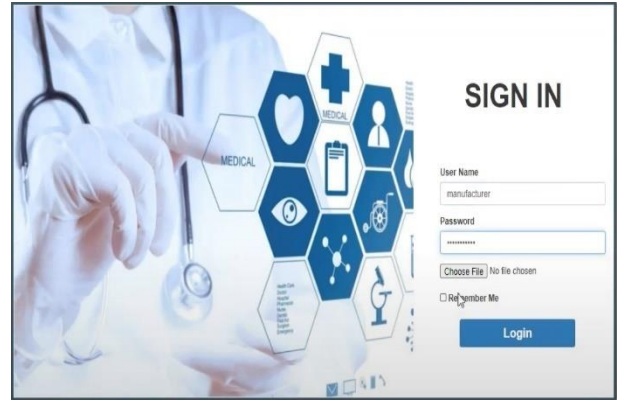 SIGN IN
MEDICAL
MEDICAL
User Name
manufacturer
Password
Choose File No file chosen
Remember Me
Login